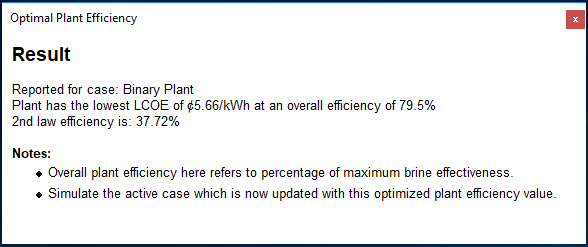 Optimal Plant Efficiency
x
Result
Reported for case: Binary Plant
Plant has the lowest LCOE of ¢5.66/kWh at an overall efficiency of 79.5%
2nd law efficiency is: 37.72%
Notes:
• Overall plant efficiency here refers to percentage of maximum brine effectiveness.
• Simulate the active case which is now updated with this optimized plant efficiency value.